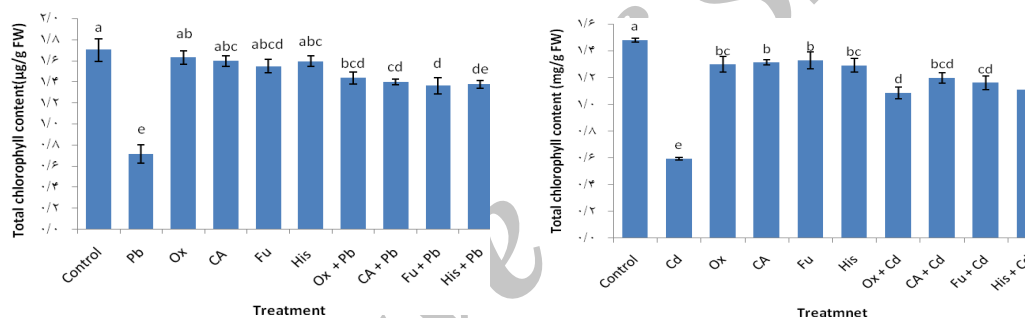 Total chlorophyll content(µg/g FW)
۲/۰
۱/۸
۱/۶
۱/۴
۱/۲
۱/۰
۰/۸
۰/۶
۰/۴
۰/۲
۰/۰
a
e
ab
abc
abcd
abc
bcd
cd
d
de
Control
Pb
Ox
CA
Fu
His
Ox + Pb
CA + Pb
Fu + Pb
His + Pb
Treatment
Total chlorophyll content (mg/g FW)
۱/۶
۱/۴
۱/۲
۱/۰
۰/۸
۰/۶
۰/۴
۰/۲
۰/۰
a
e
bc
b
b
bc
d
bcd
cd
Control
Cd
Ox
CA
Fu
His
Ox + Cd
CA + Cd
Fu + Cd
His + Cd
Treatmnet